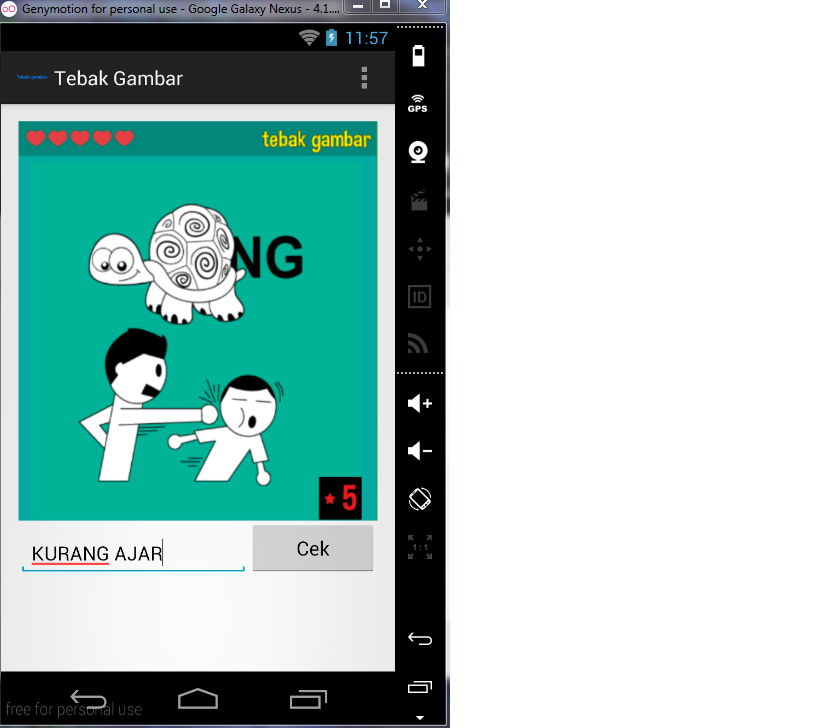 Genymotion for personal use - Google Galaxy Nexus - 4.1....
11:57
Tebak gambar
Tebak Gambar
GPS
tebak gambar
NG
ID
5
KURANG AJAR
Cek
1:1
free for personal use